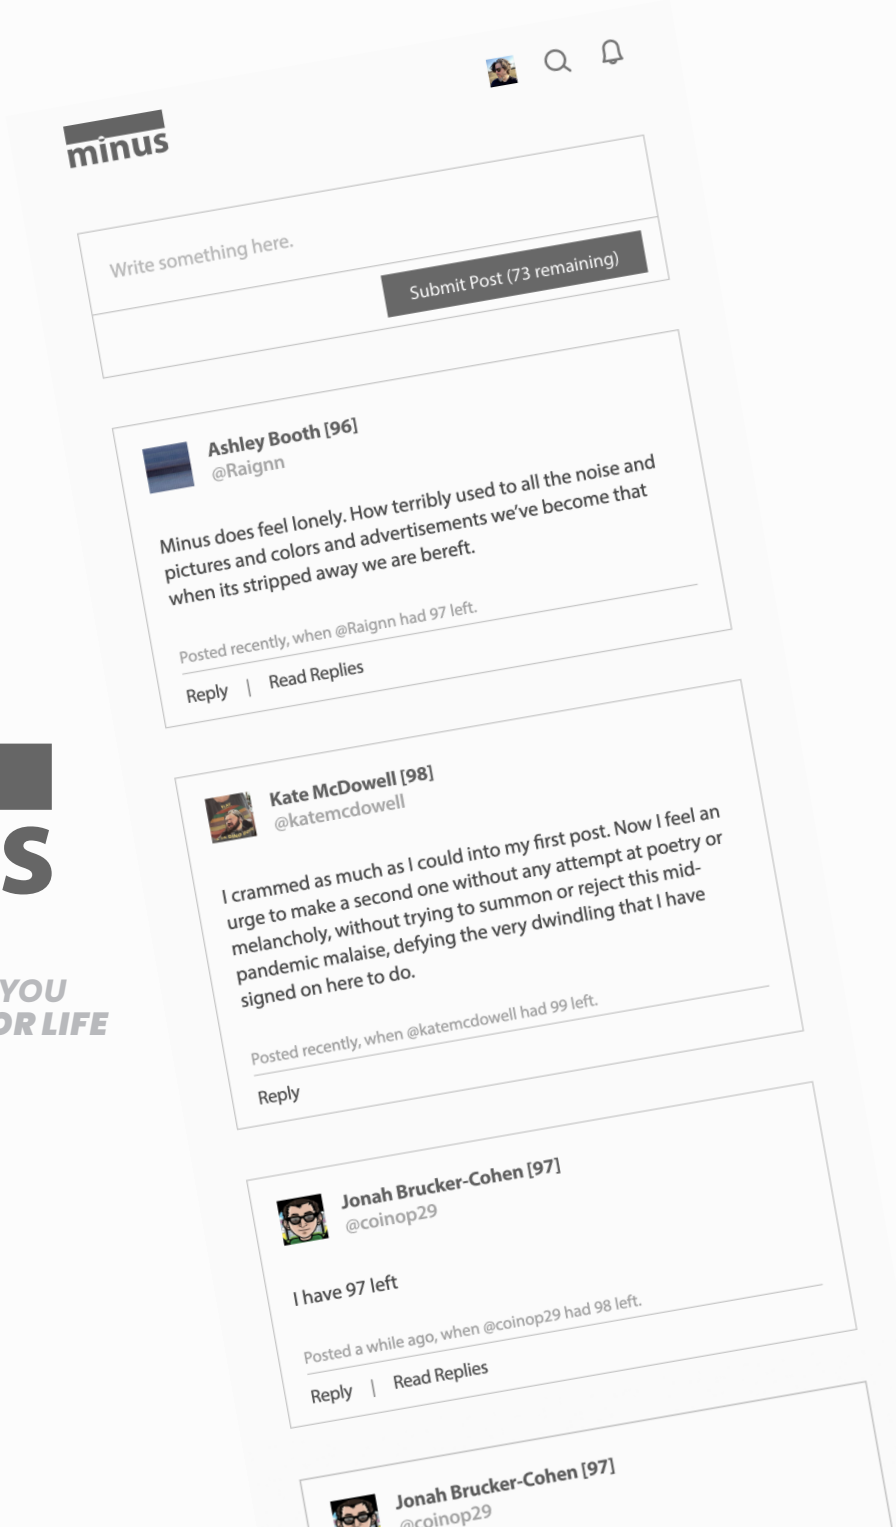 minus
Write something here.
Submit Post (73 remaining)
Ashley Booth [96]
@Raignn
Minus does feel lonely. How terribly used to all the noise and
pictures and colors and advertisements we've become that
when its stripped away we are bereft.
Posted recently, when @Raignn had 97 left.
Reply | Read Replies
S
YOU
OR LIFE
Kate McDowell [98]
@katemcdowell
I crammed as much as I could into my first post. Now I feel an
urge to make a second one without any attempt at poetry or
melancholy, without trying to summon or reject this mid-
pandemic malaise, defying the very dwindling that I have
signed on here to do.
Posted recently, when @katemcdowell had 99 left.
Reply
Jonah Brucker-Cohen [97]
@coinop29
I have 97 left
Posted a while ago, when @coinop29 had 98 left.
Reply | Read Replies
Jonah Brucker-Cohen [97]
@coinop29